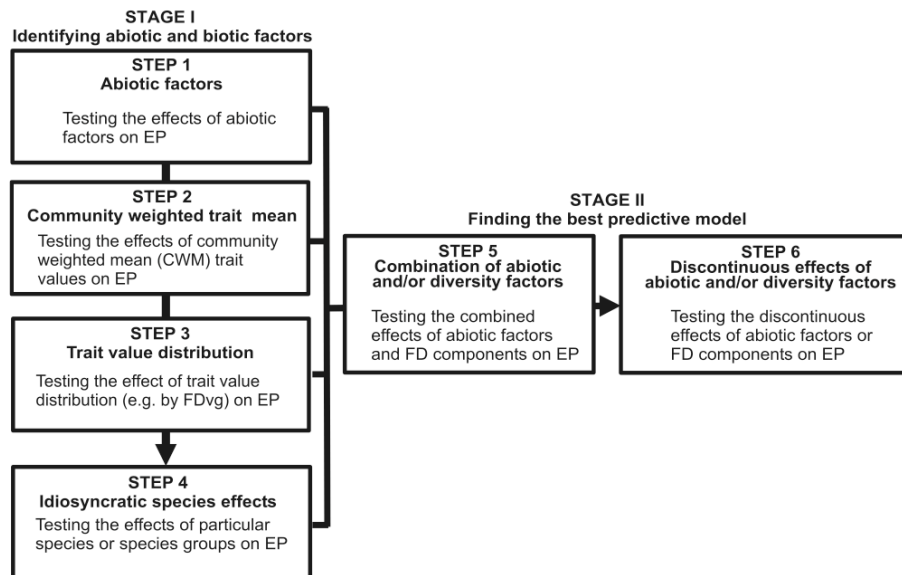 STAGE I
Identifying abiotic and biotic factors
STEP 1
Abiotic factors
Testing the effects of abiotic
factors on EP
STEP 2
Community weighted trait mean
Testing the effects of community
weighted mean (CWM) trait
values on EP
STEP 3
Trait value distribution
Testing the effect of trait value
distribution (e.g. by FDvg) on EP
STEP 4
Idiosyncratic species effects
Testing the effects of particular
species or species groups on EP
STAGE II
Finding the best predictive model
STEP 5
Combination of abiotic
and/or diversity factors
Testing the combined
effects of abiotic factors
and FD components on EP
STEP 6
Discontinuous effects of
abiotic and/or diversity factors
Testing the discontinuous
effects of abiotic factors or
FD components on EP